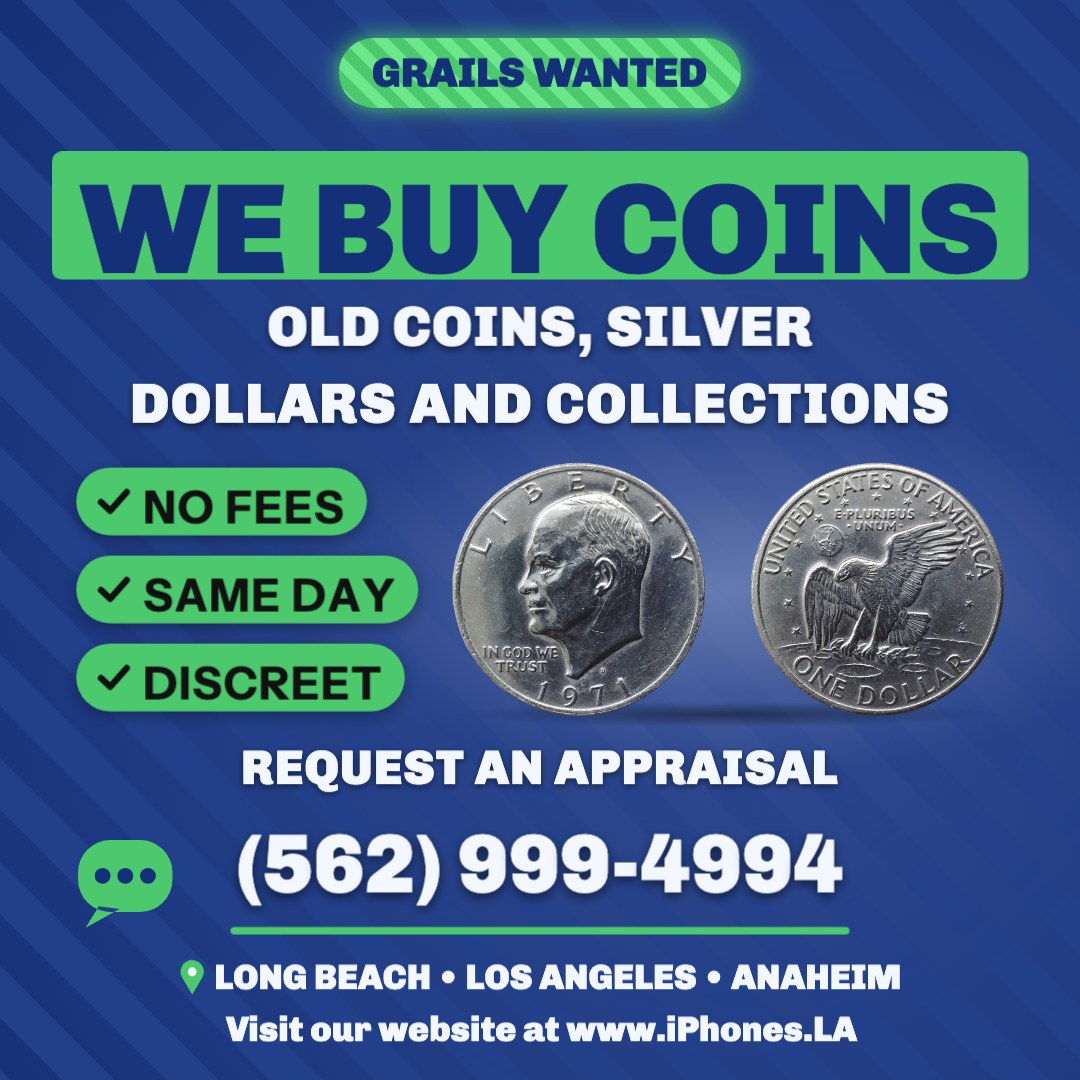 GRAILS WANTED
WE BUY COINS
OLD COINS, SILVER
DOLLARS AND COLLECTIONS
NO FEES
SAME DAY
DISCREET
LIBERTY
IN GOD WE
TRUST
1971
UNITED STATES OF AMERICA
E·PLURIBUS
·UNUM·
ONE DOLLAR
REQUEST AN APPRAISAL
(562) 999-4994
LONG BEACH • LOS ANGELES • ANAHEIM
Visit our website at www.iPhones.LA